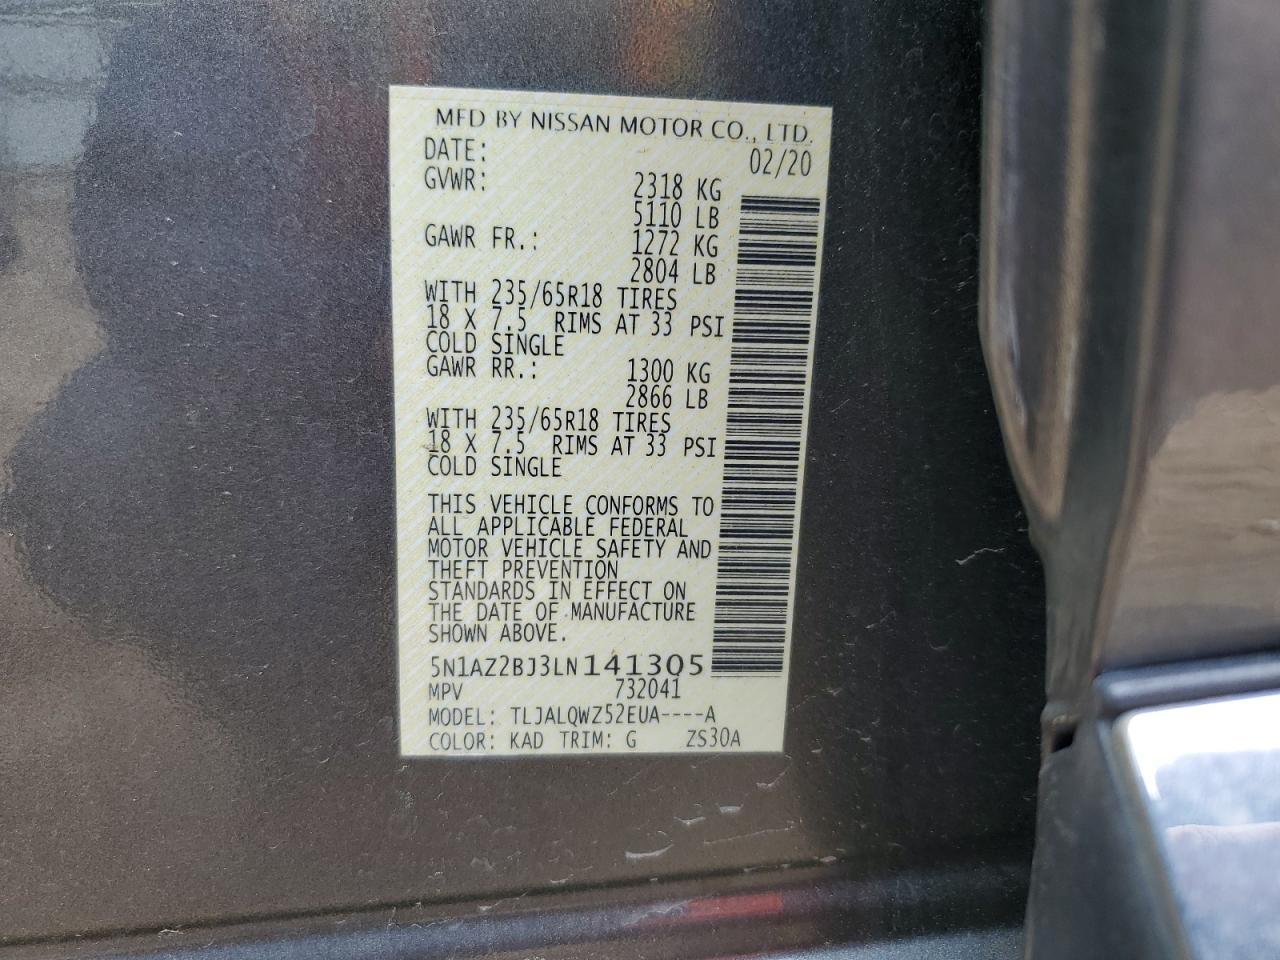 MFD BY NISSAN MOTOR CO., LTD.
DATE: 02/20
GVWR: 2318 KG
5110 LB
GAWR FR.: 1272 KG
2804 LB
WITH 235/65R18 TIRES
18 X 7.5 RIMS AT 33 PSI
COLD SINGLE
GAWR RR.: 1300 KG
2866 LB
WITH 235/65R18 TIRES
18 X 7.5 RIMS AT 33 PSI
COLD SINGLE
THIS VEHICLE CONFORMS TO
ALL APPLICABLE FEDERAL
MOTOR VEHICLE SAFETY AND
THEFT PREVENTION
STANDARDS IN EFFECT ON
THE DATE OF MANUFACTURE
SHOWN ABOVE.
5N1AZ2BJ3LN141305
MPV 732041
MODEL: TLJALQWZ52EUA----A
COLOR: KAD TRIM: G ZS30A